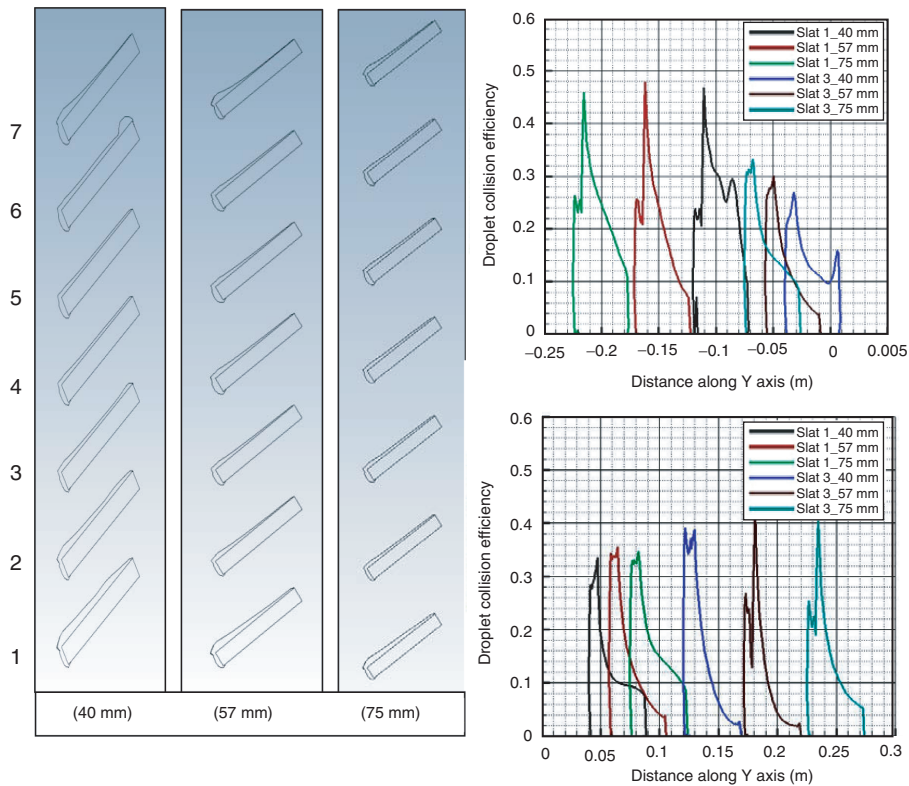 7
6
5
4
3
2
1
(40 mm)
(57 mm)
(75 mm)
Droplet collision efficiency
0.6
0.5
0.4
0.3
0.2
0.1
0
Slat 1_40 mm
Slat 1_57 mm
Slat 1_75 mm
Slat 3_40 mm
Slat 3_57 mm
Slat 3_75 mm
−0.25
−0.2
−0.15
−0.1
−0.05
0
0.005
Distance along Y axis (m)
Droplet collision efficiency
0.6
0.5
0.4
0.3
0.2
0.1
0
Slat 1_40 mm
Slat 1_57 mm
Slat 1_75 mm
Slat 3_40 mm
Slat 3_57 mm
Slat 3_75 mm
0
0.05
0.1
0.15
0.2
0.25
0.3
Distance along Y axis (m)